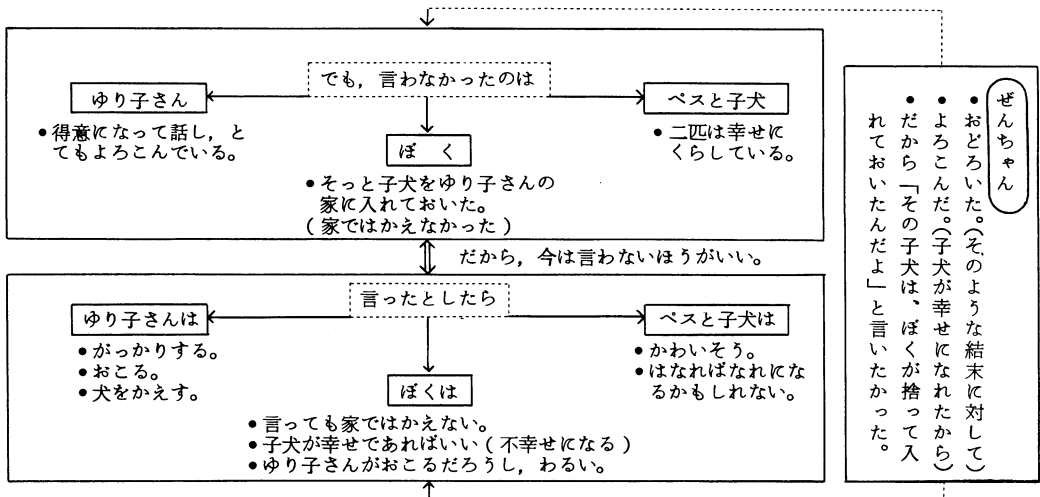 ぜんちゃん
•おどろいた。(そのような結末に対して)
•よろこんだ。(子犬が幸せになれたから)
•だから「その子犬は、ぼくが捨って入
れておいたんだよ」と言いたかった。
でも，言わなかったのは
ゆり子さん
•得意になって話し，と
てもよろこんでいる。
ぼく
•そっと子犬をゆり子さんの
家に入れておいた。
(家ではかえなかった)
ペスと子犬
•二匹は幸せに
くらしている。
だから，今は言わないほうがいい。
言ったとしたら
ゆり子さんは
•がっかりする。
•おこる。
•犬をかえす。
ぼくは
•言っても家ではかえない。
•子犬が幸せであればいい(不幸せになる)
•ゆり子さんがおこるだろうし，わるい。
ペスと子犬は
•かわいそう。
•はなればなれにな
るかもしれない。